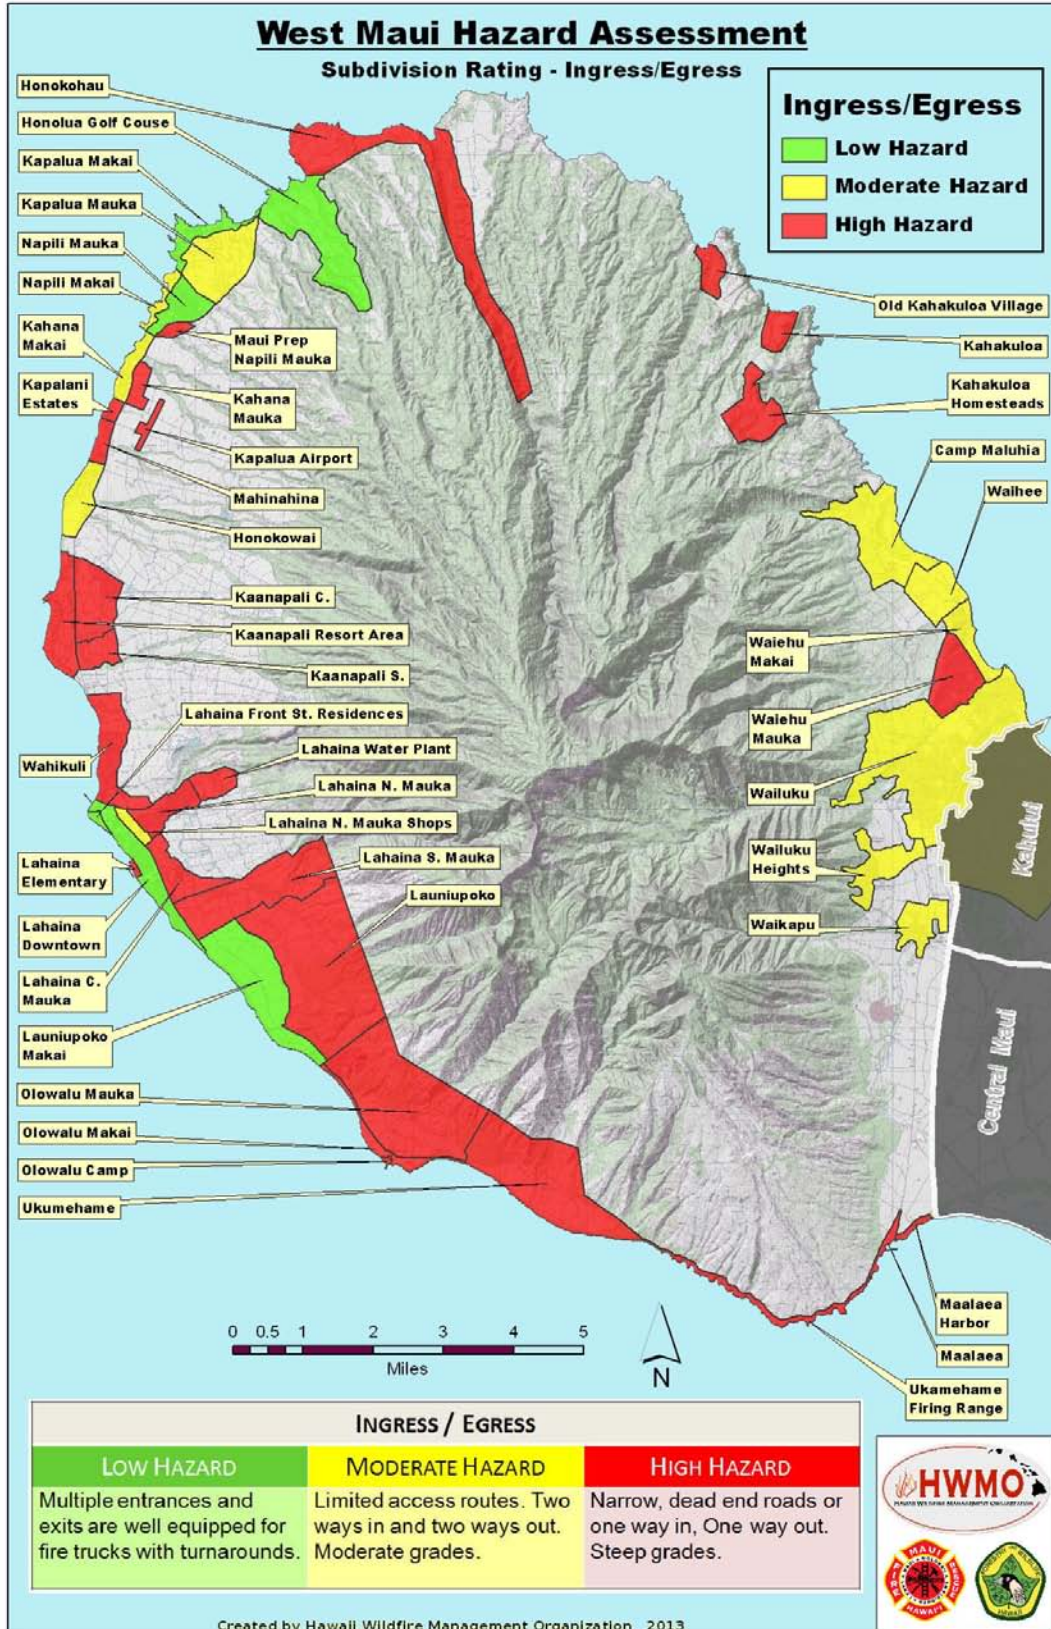 West Maui Hazard Assessment
Subdivision Rating - Ingress/Egress
Ingress/Egress
Low Hazard
Moderate Hazard
High Hazard
Honokohau
Honolua Golf Couse
Kapalua Makai
Kapalua Mauka
Napili Mauka
Napili Makai
Kahana
Makai
Kapalani
Estates
Maui Prep
Napili Mauka
Kahana
Mauka
Kapalua Airport
Mahinahina
Honokowai
Kaanapali C.
Kaanapali Resort Area
Kaanapali S.
Lahaina Front St. Residences
Wahikuli
Lahaina Water Plant
Lahaina N. Mauka
Lahaina N. Mauka Shops
Lahaina S. Mauka
Launiupoko
Lahaina
Elementary
Lahaina
Downtown
Lahaina C.
Mauka
Launiupoko
Makai
Olowalu Mauka
Olowalu Makai
Olowalu Camp
Ukumehame
Old Kahakuloa Village
Kahakuloa
Kahakuloa
Homesteads
Camp Maluhia
Waihee
Waiehu
Makai
Waiehu
Mauka
Wailuku
Wailuku
Heights
Waikapu
Kahului
Central Maui
Maalaea
Harbor
Maalaea
Ukamehame
Firing Range
0 0.5 1 2 3 4 5
Miles
N
INGRESS / EGRESS
LOW HAZARD
Multiple entrances and
exits are well equipped for
fire trucks with turnarounds.
MODERATE HAZARD
Limited access routes. Two
ways in and two ways out.
Moderate grades.
HIGH HAZARD
Narrow, dead end roads or
one way in, One way out.
Steep grades.
HWMO
HAWAII WILDFIRE MANAGEMENT ORGANIZATION
MAUI
FIRE
RESCUE
HAWAII
Created by Hawaii Wildfire Management Organization, 2013